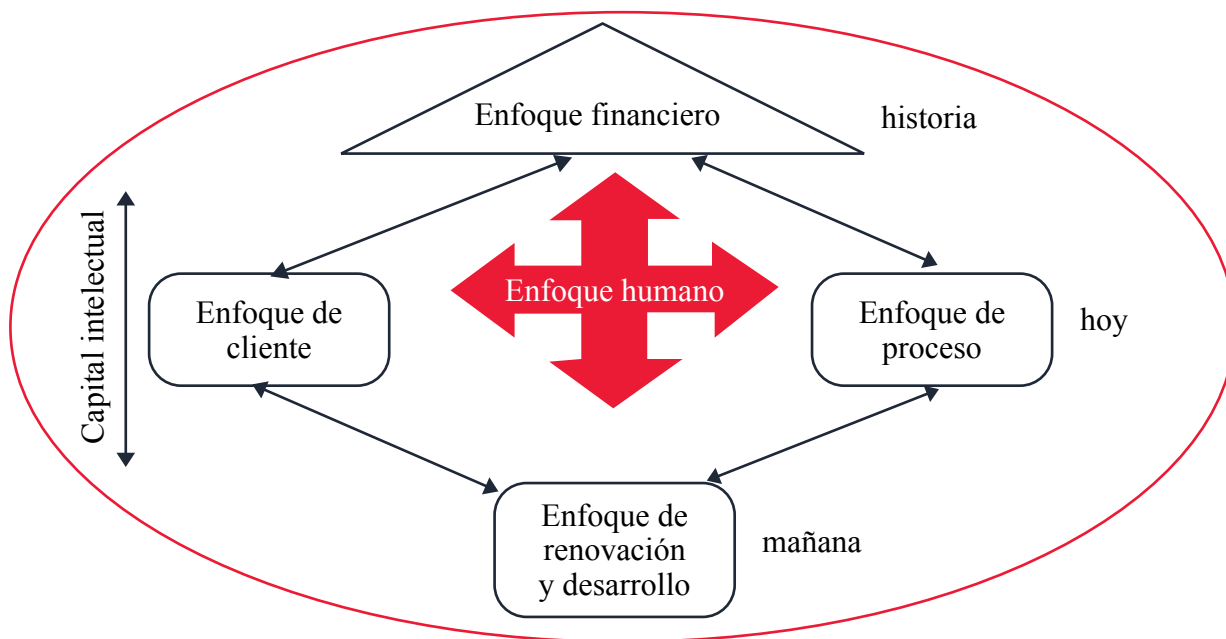 Enfoque financiero
historia
Capital intelectual
Enfoque humano
Enfoque de
cliente
Enfoque de
proceso
hoy
Enfoque de
renovación
y desarrollo
mañana